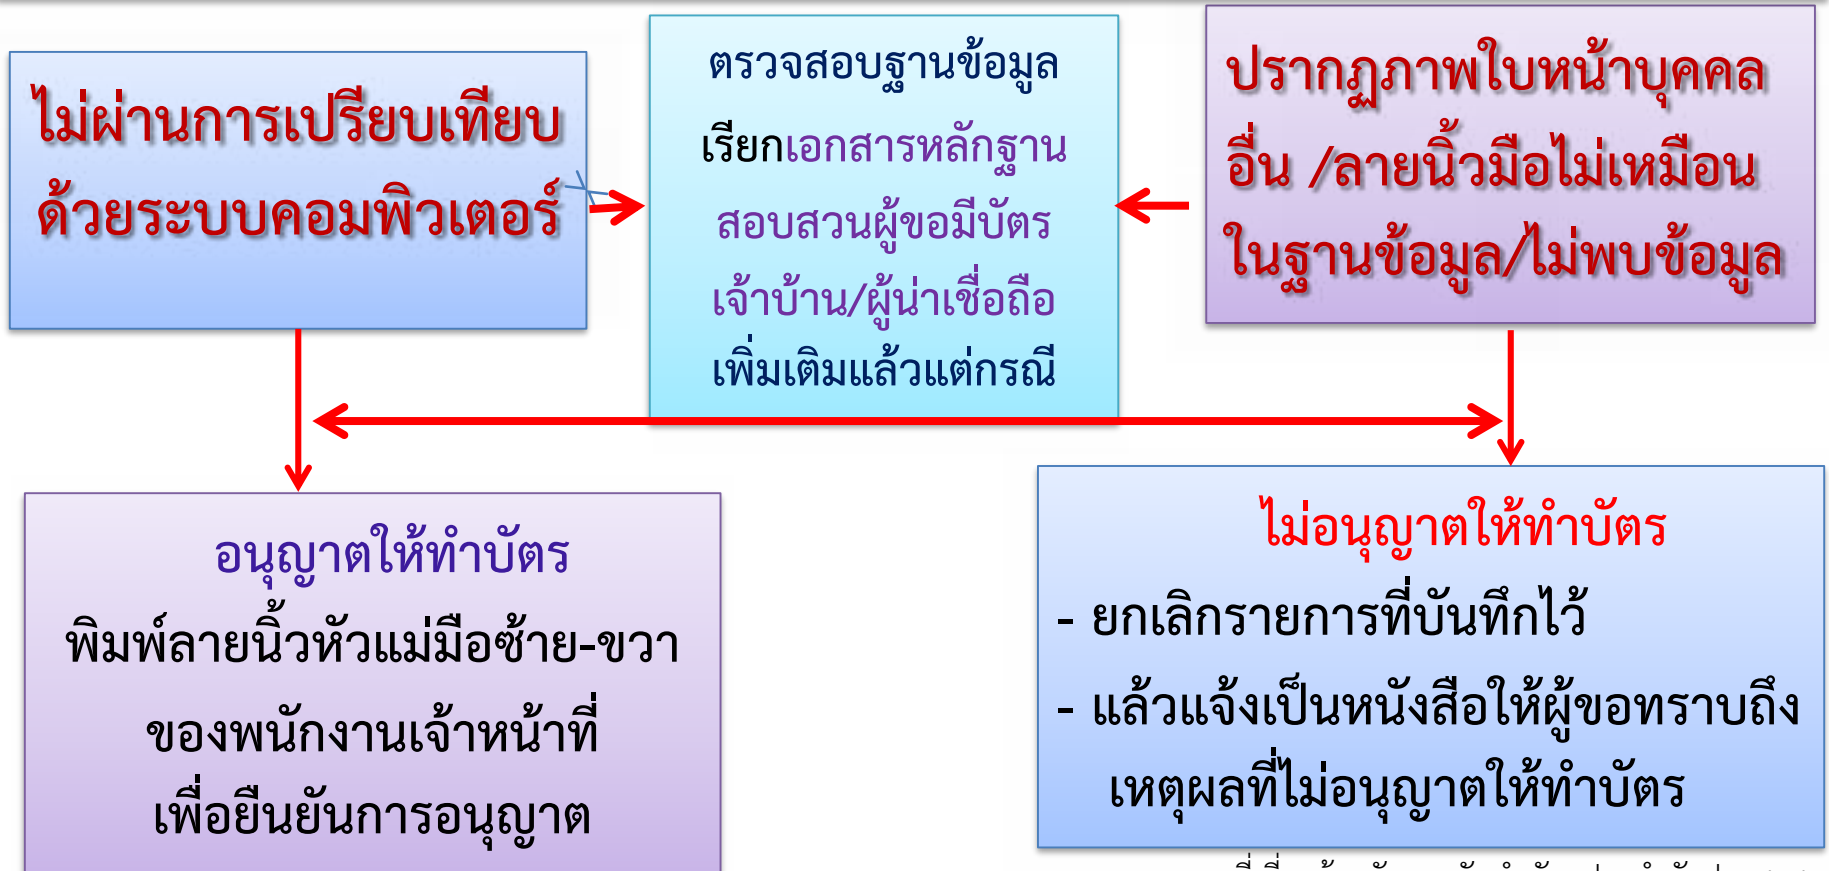 ไม่ผ่านการเปรียบเทียบ
ด้วยระบบคอมพิวเตอร์
ตรวจสอบฐานข้อมูล
เรียกเอกสารหลักฐาน
สอบสวนผู้ขอมีบัตร
เจ้าบ้าน/ผู้น่าเชื่อถือ
เพิ่มเติมแล้วแต่กรณี
ปรากฏภาพใบหน้าบุคคล
อื่น /ลายนิ้วมือไม่เหมือน
ในฐานข้อมูล/ไม่พบข้อมูล
อนุญาตให้ทำบัตร
พิมพ์ลายนิ้วหัวแม่มือซ้าย-ขวา
ของพนักงานเจ้าหน้าที่
เพื่อยืนยันการอนุญาต
ไม่อนุญาตให้ทำบัตร
- ยกเลิกรายการที่บันทึกไว้
- แล้วแจ้งเป็นหนังสือให้ผู้ขอทราบถึง
เหตุผลที่ไม่อนุญาตให้ทำบัตร